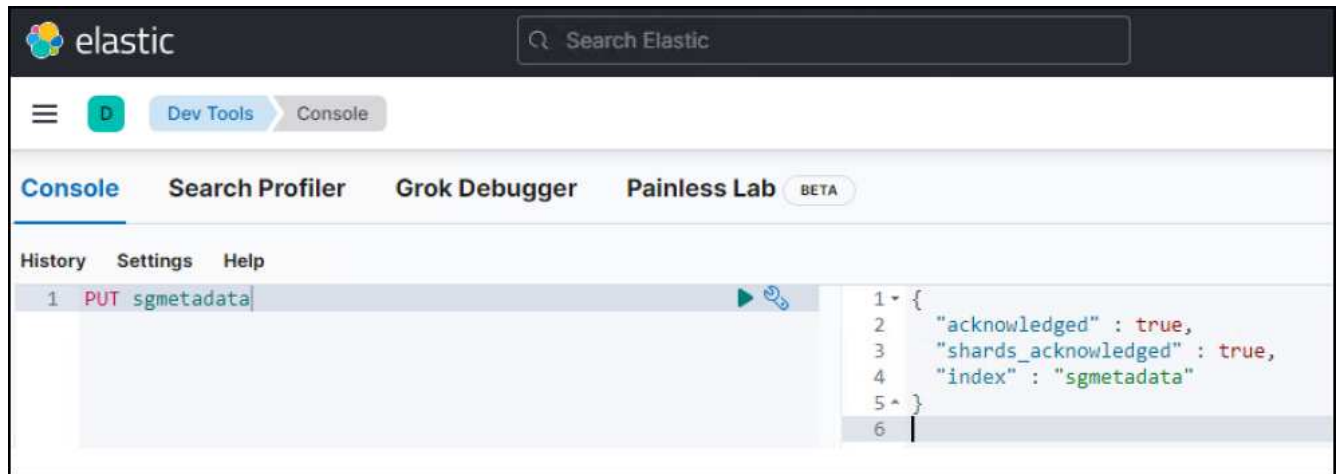 elastic
Search Elastic
D
Dev Tools
Console
Console
Search Profiler
Grok Debugger
Painless Lab
BETA
History
Settings
Help
1 PUT sgmetadata
1 {
2 "acknowledged" : true,
3 "shards_acknowledged" : true,
4 "index" : "sgmetadata"
5 }
6